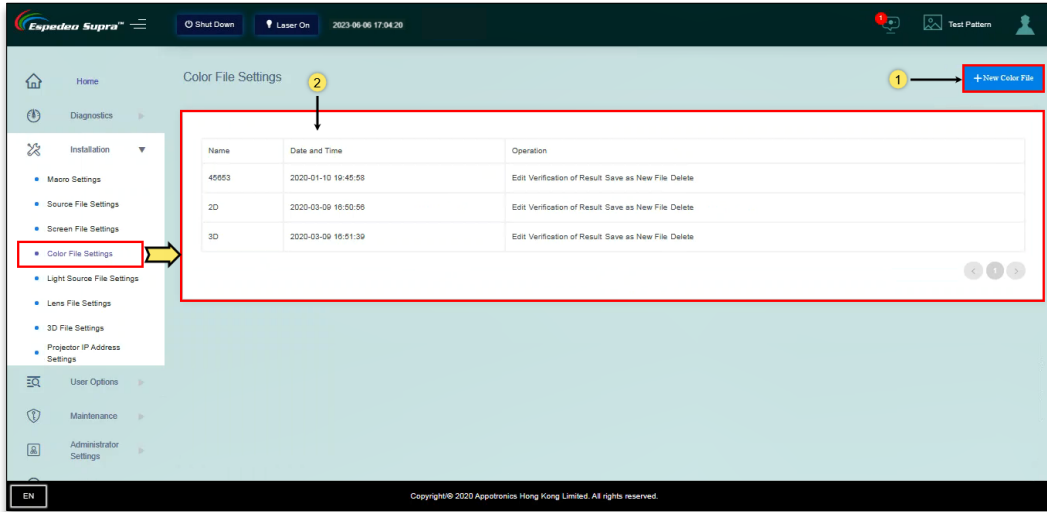 Espedeo Supra™
Shut Down
Laser On
2023-06-06 17:04:20
1
Test Pattern
Home
Diagnostics
Installation
Macro Settings
Source File Settings
Screen File Settings
Color File Settings
Light Source File Settings
Lens File Settings
3D File Settings
Projector IP Address
Settings
User Options
Maintenance
Administrator
Settings
EN
Color File Settings
2
1
+New Color File
Name Date and Time Operation
45653 2020-01-10 19:45:58 Edit Verification of Result Save as New File Delete
2D 2020-03-09 16:50:56 Edit Verification of Result Save as New File Delete
3D 2020-03-09 16:51:39 Edit Verification of Result Save as New File Delete
< 1 >
Copyright/© 2020 Appotronics Hong Kong Limited. All rights reserved.